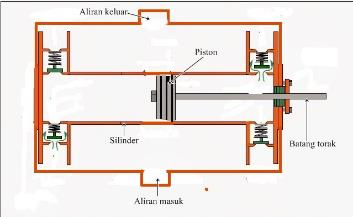 Aliran keluar
Piston
Silinder
Batang torak
Aliran masuk